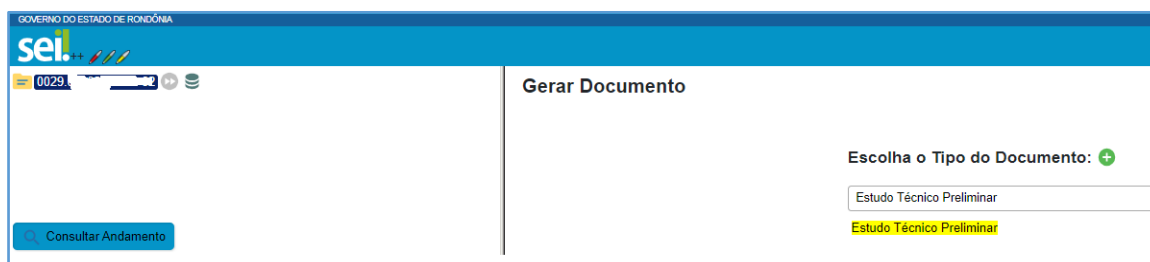 GOVERNO DO ESTADO DE RONDÔNIA
sei! ++
0029.
Gerar Documento
Escolha o Tipo do Documento:
Estudo Técnico Preliminar
Estudo Técnico Preliminar
Consultar Andamento